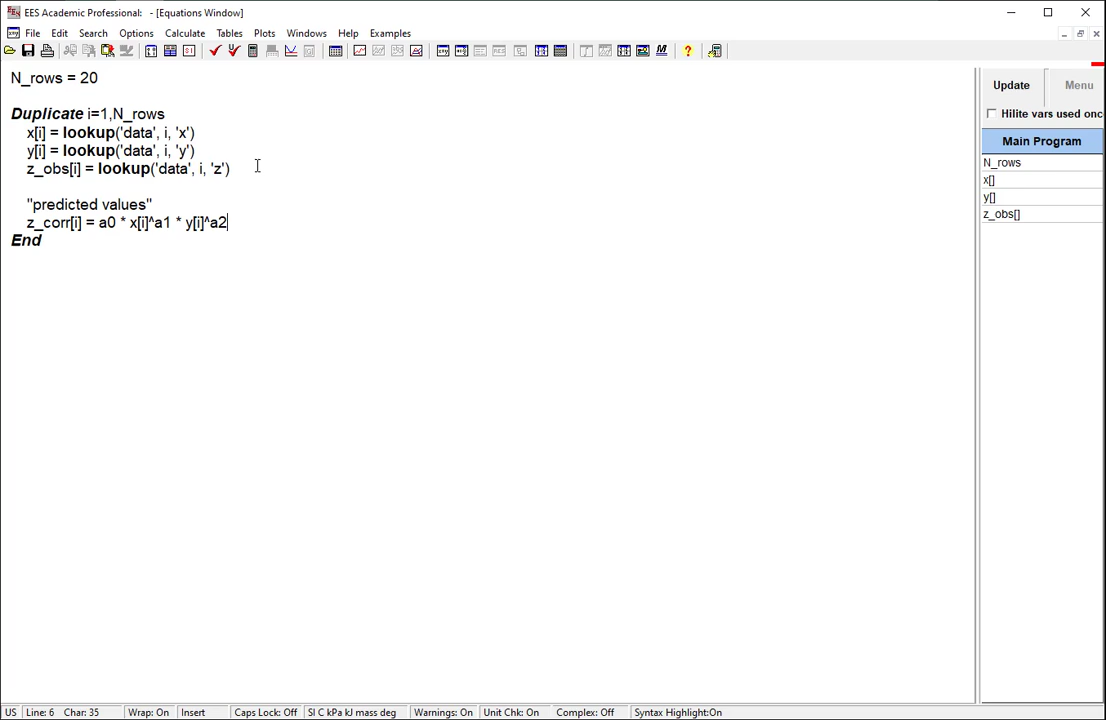 EES Academic Professional: - [Equations Window]
File Edit Search Options Calculate Tables Plots Windows Help Examples
N_rows = 20
Duplicate i=1,N_rows
x[i] = lookup('data', i, 'x')
y[i] = lookup('data', i, 'y')
z_obs[i] = lookup('data', i, 'z')
"predicted values"
z_corr[i] = a0 * x[i]^a1 * y[i]^a2
End
Update Menu
Hilite vars used onc
Main Program
N_rows
x[]
y[]
z_obs[]
US Line: 6 Char: 35 Wrap: On Insert Caps Lock: Off SI C kPa kJ mass deg Warnings: On Unit Chk: On Complex: Off Syntax Highlight:On